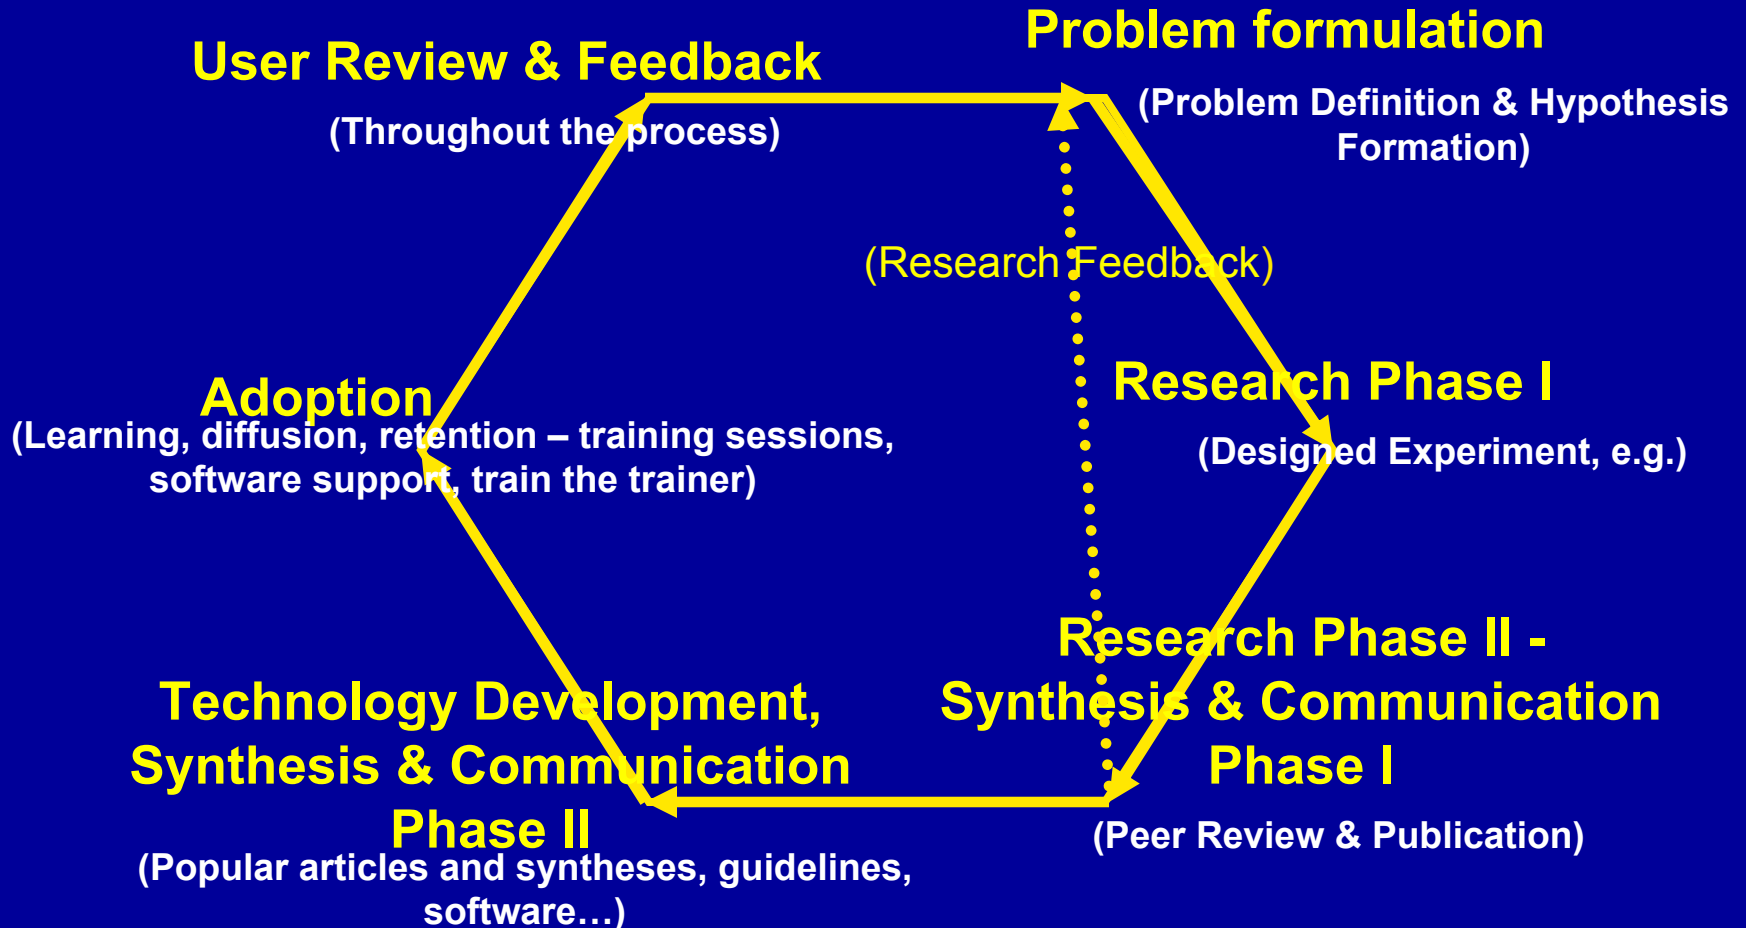 User Review & Feedback
(Throughout the process)
Problem formulation
(Problem Definition & Hypothesis
Formation)
(Research Feedback)
Research Phase I
(Designed Experiment, e.g.)
Adoption
(Learning, diffusion, retention – training sessions,
software support, train the trainer)
Research Phase II -
Synthesis & Communication
Phase I
(Peer Review & Publication)
Technology Development,
Synthesis & Communication
Phase II
(Popular articles and syntheses, guidelines,
software…)